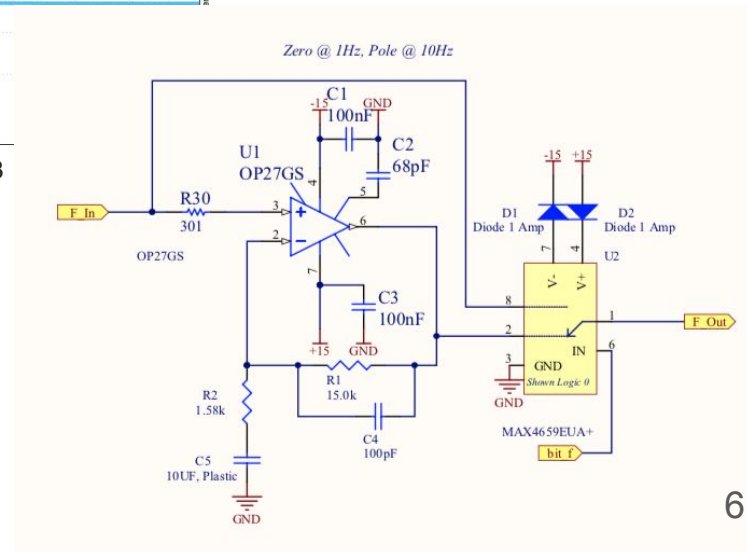 Zero @ 1Hz, Pole @ 10Hz
C1
-15
GND
100nF
U1
OP27GS
C2
68pF
4
5
F_In
R30
301
3
+
2
-
6
OP27GS
7
C3
100nF
+15
GND
R1
15.0k
R2
1.58k
C4
100pF
C5
10UF, Plastic
GND
-15
+15
D1
Diode 1 Amp
D2
Diode 1 Amp
7
4
U2
V-
V+
8
2
1
F_Out
IN
6
3
GND
Shown Logic 0
GND
MAX4659EUA+
bit_f
6